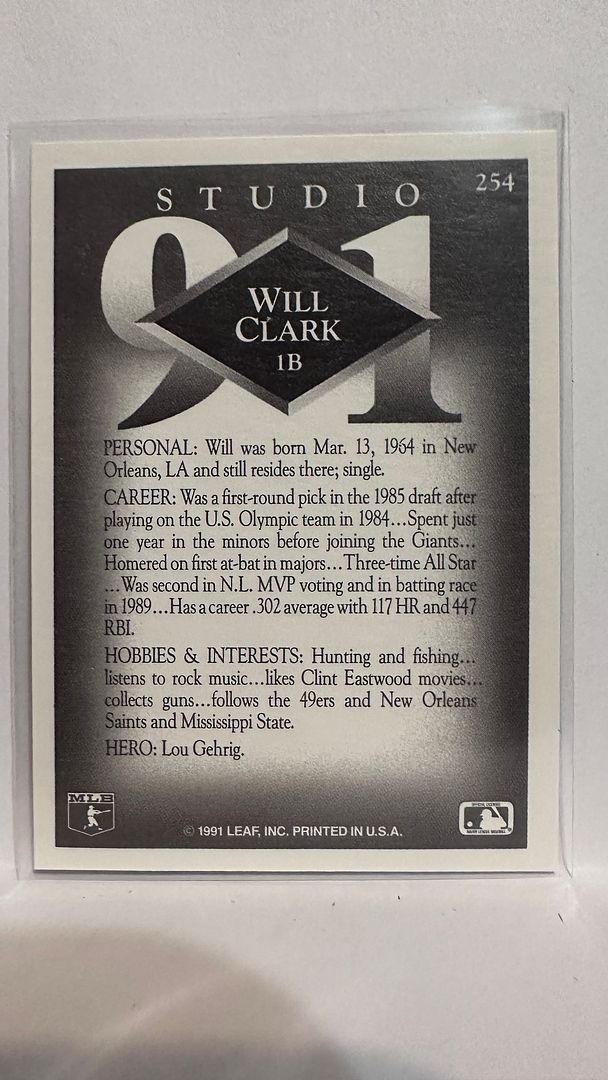 254
STUDIO
91
WILL
CLARK
1B
PERSONAL: Will was born Mar. 13, 1964 in New
Orleans, LA and still resides there; single.
CAREER: Was a first-round pick in the 1985 draft after
playing on the U.S. Olympic team in 1984...Spent just
one year in the minors before joining the Giants...
Homered on first at-bat in majors...Three-time All Star
...Was second in N.L. MVP voting and in batting race
in 1989...Has a career .302 average with 117 HR and 447
RBI.
HOBBIES & INTERESTS: Hunting and fishing...
listens to rock music...likes Clint Eastwood movies...
collects guns...follows the 49ers and New Orleans
Saints and Mississippi State.
HERO: Lou Gehrig.
MLB
© 1991 LEAF, INC. PRINTED IN U.S.A.
OFFICIAL LICENSEE
MAJOR LEAGUE BASEBALL